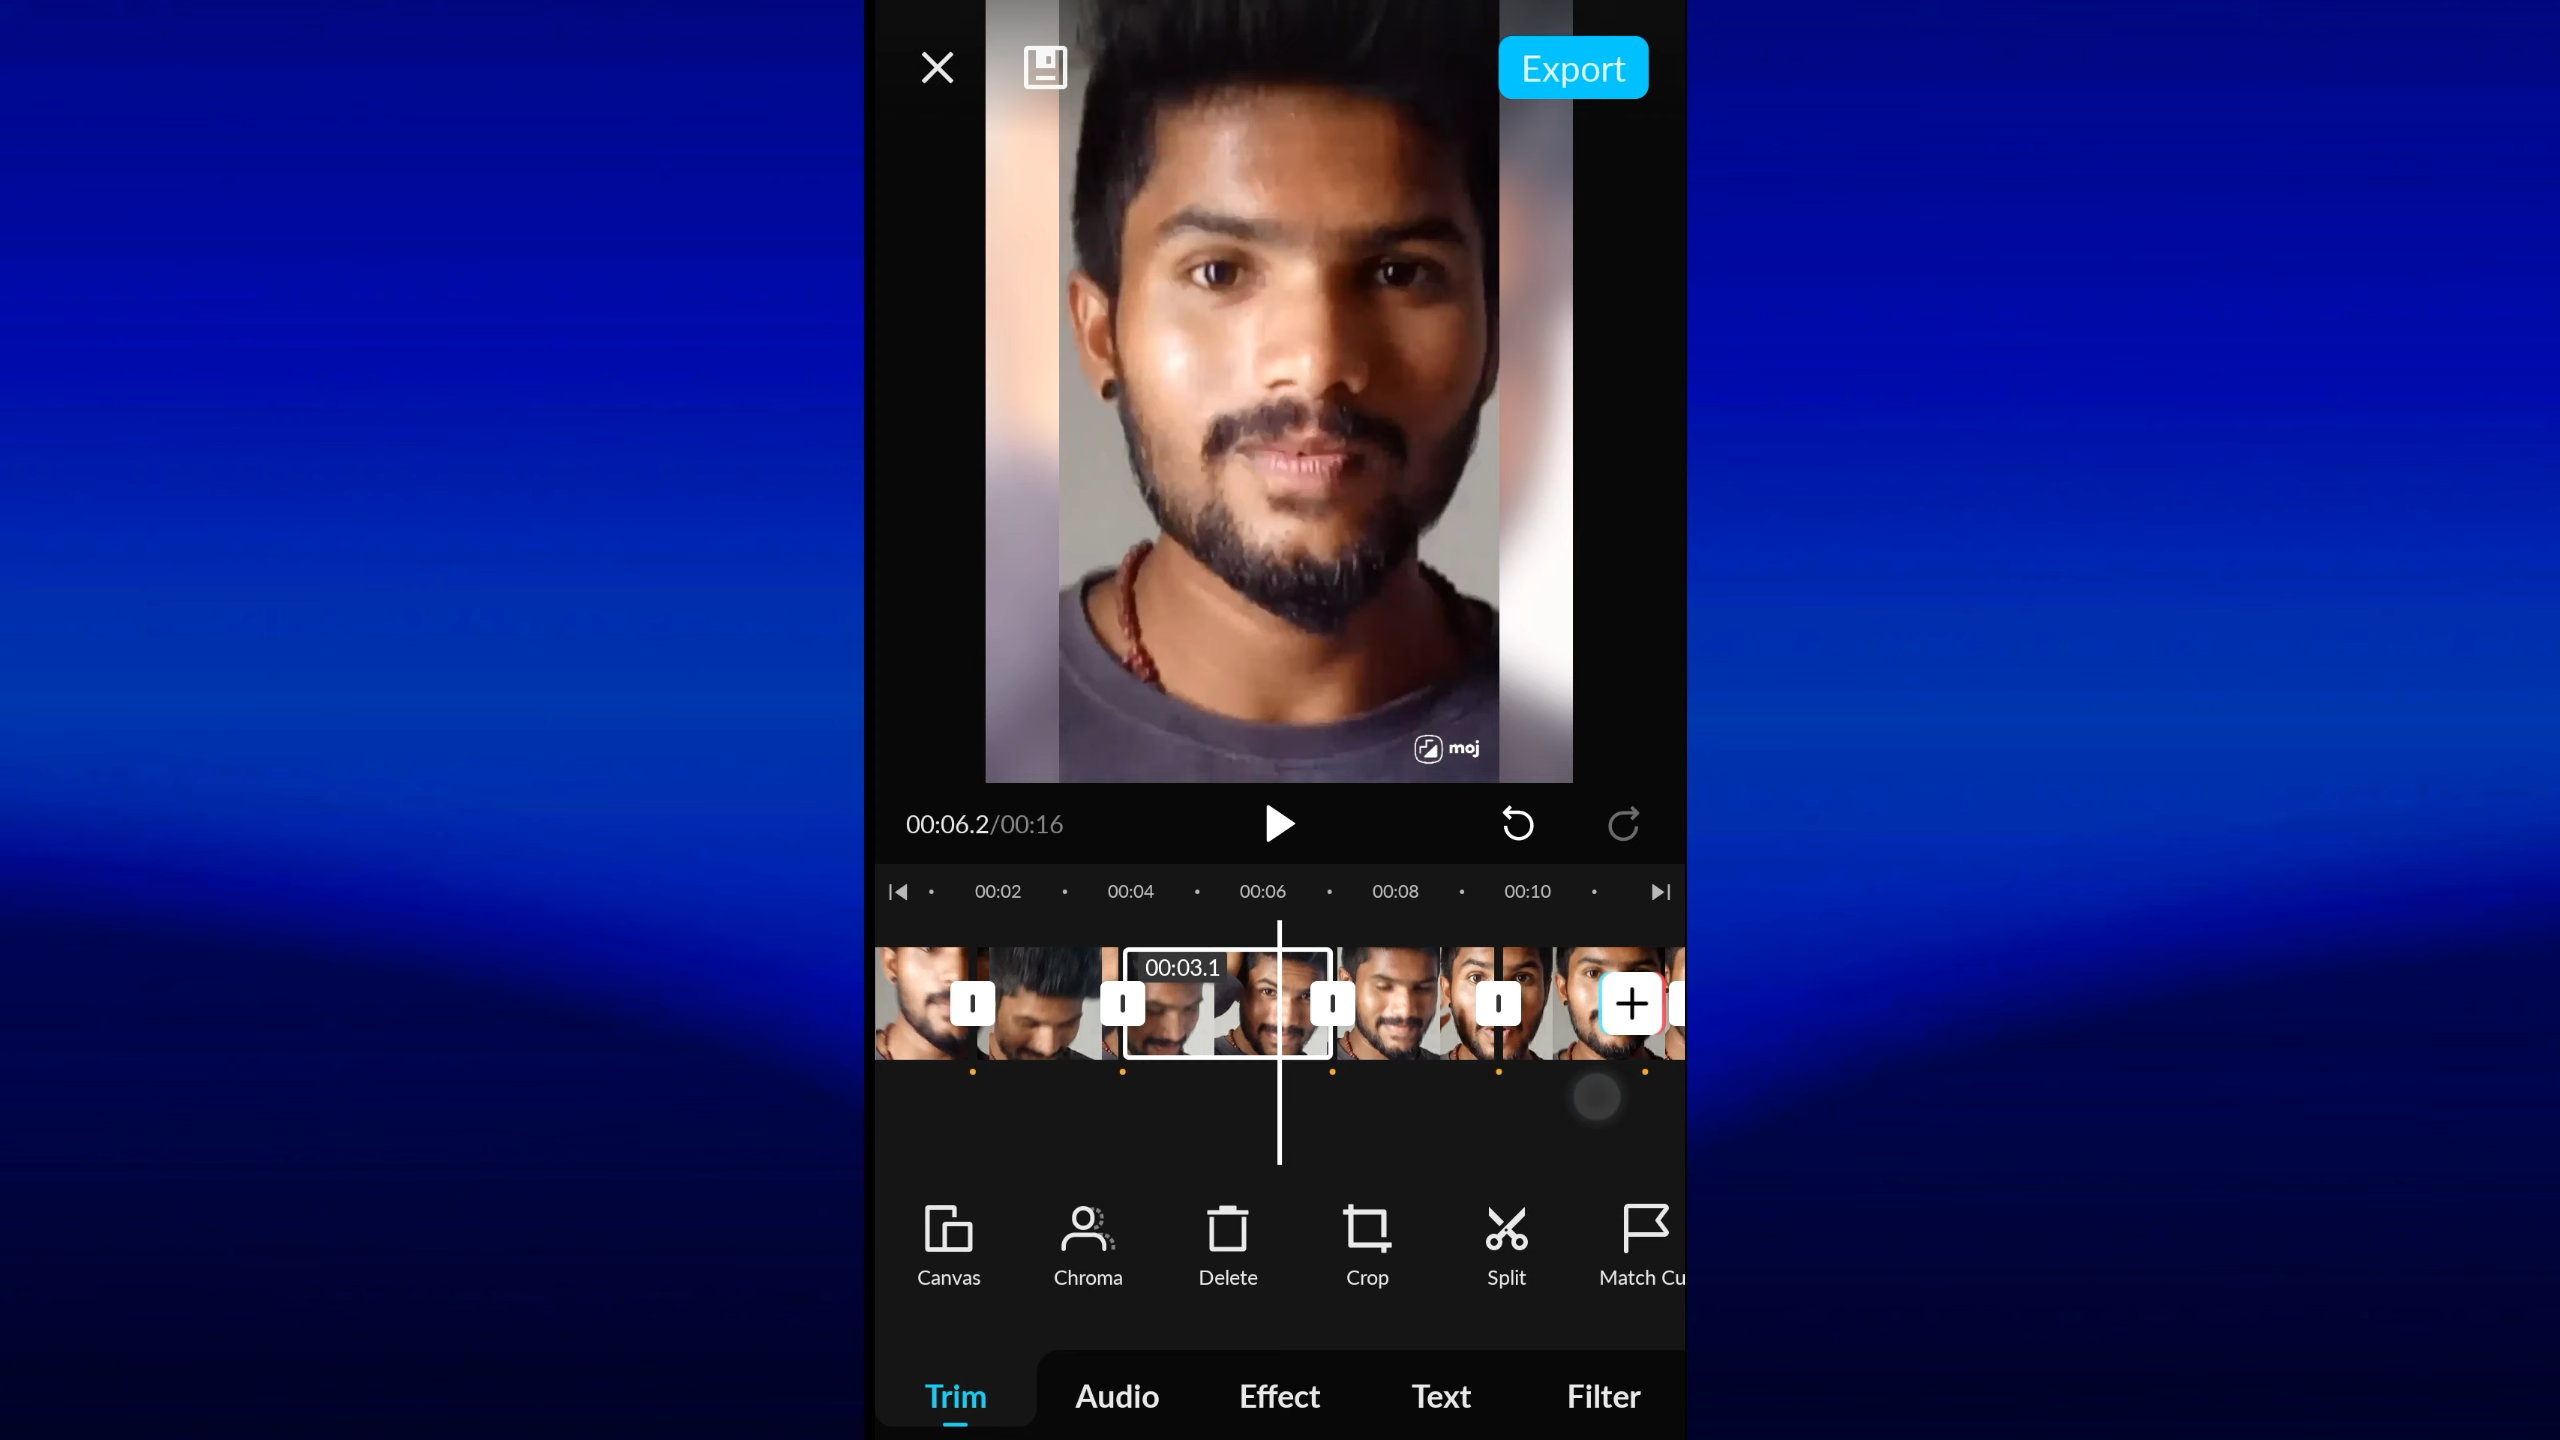 Export
moj
00:06.2/00:16
00:02 00:04 00:06 00:08 00:10
00:03.1
Canvas Chroma Delete Crop Split Match Cu
Trim Audio Effect Text Filter